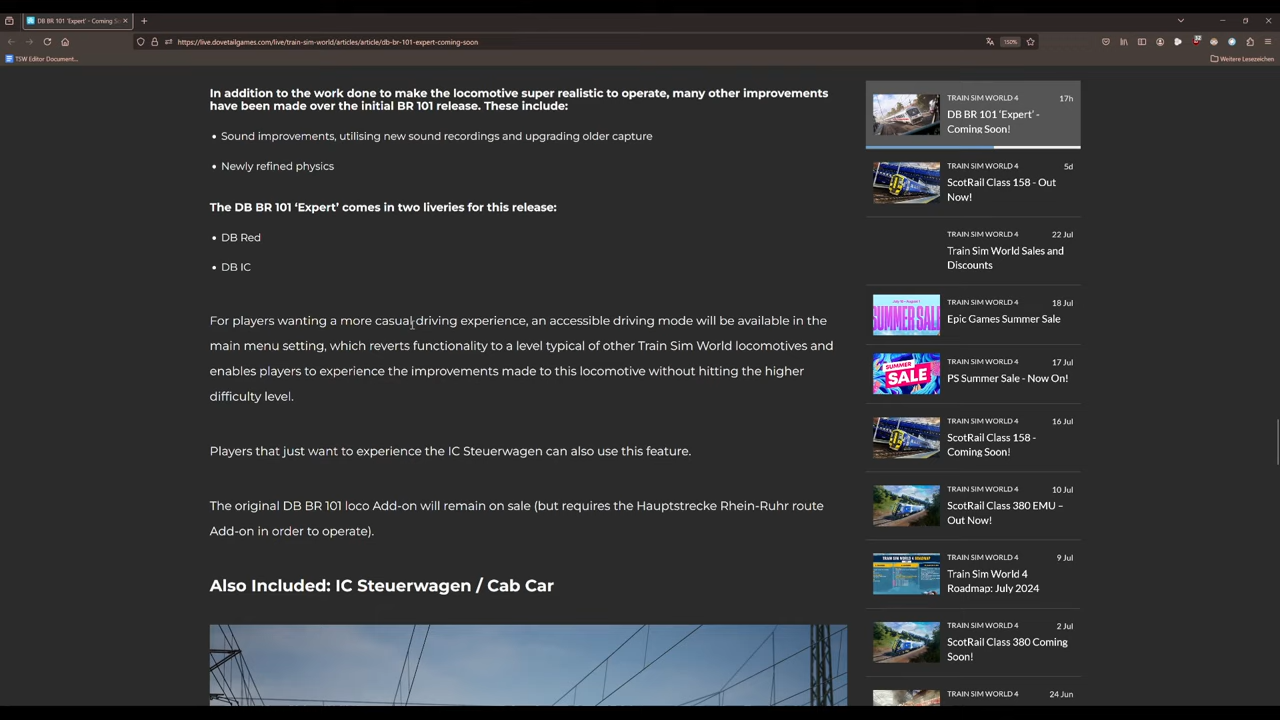 DB BR 101 'Expert' - Coming S
https://live.dovetailgames.com/live/train-sim-world/articles/article/db-br-101-expert-coming-soon
150%
TSW Editor Document...
Weitere Lesezeichen
In addition to the work done to make the locomotive super realistic to operate, many other improvements
have been made over the initial BR 101 release. These include:
• Sound improvements, utilising new sound recordings and upgrading older capture
• Newly refined physics
The DB BR 101 ‘Expert’ comes in two liveries for this release:
• DB Red
• DB IC
For players wanting a more casual driving experience, an accessible driving mode will be available in the
main menu setting, which reverts functionality to a level typical of other Train Sim World locomotives and
enables players to experience the improvements made to this locomotive without hitting the higher
difficulty level.
Players that just want to experience the IC Steuerwagen can also use this feature.
The original DB BR 101 loco Add-on will remain on sale (but requires the Hauptstrecke Rhein-Ruhr route
Add-on in order to operate).
Also Included: IC Steuerwagen / Cab Car
TRAIN SIM WORLD 4 17h
DB BR 101 ‘Expert’ -
Coming Soon!
TRAIN SIM WORLD 4 5d
ScotRail Class 158 - Out
Now!
TRAIN SIM WORLD 4 22 Jul
Train Sim World Sales and
Discounts
SUMMER SALE
TRAIN SIM WORLD 4 18 Jul
Epic Games Summer Sale
SUMMER
SALE
TRAIN SIM WORLD 4 17 Jul
PS Summer Sale - Now On!
TRAIN SIM WORLD 4 16 Jul
ScotRail Class 158 -
Coming Soon!
TRAIN SIM WORLD 4 10 Jul
ScotRail Class 380 EMU –
Out Now!
TRAIN SIM WORLD 4 9 Jul
Train Sim World 4
Roadmap: July 2024
TRAIN SIM WORLD 4 2 Jul
ScotRail Class 380 Coming
Soon!
TRAIN SIM WORLD 4 24 Jun